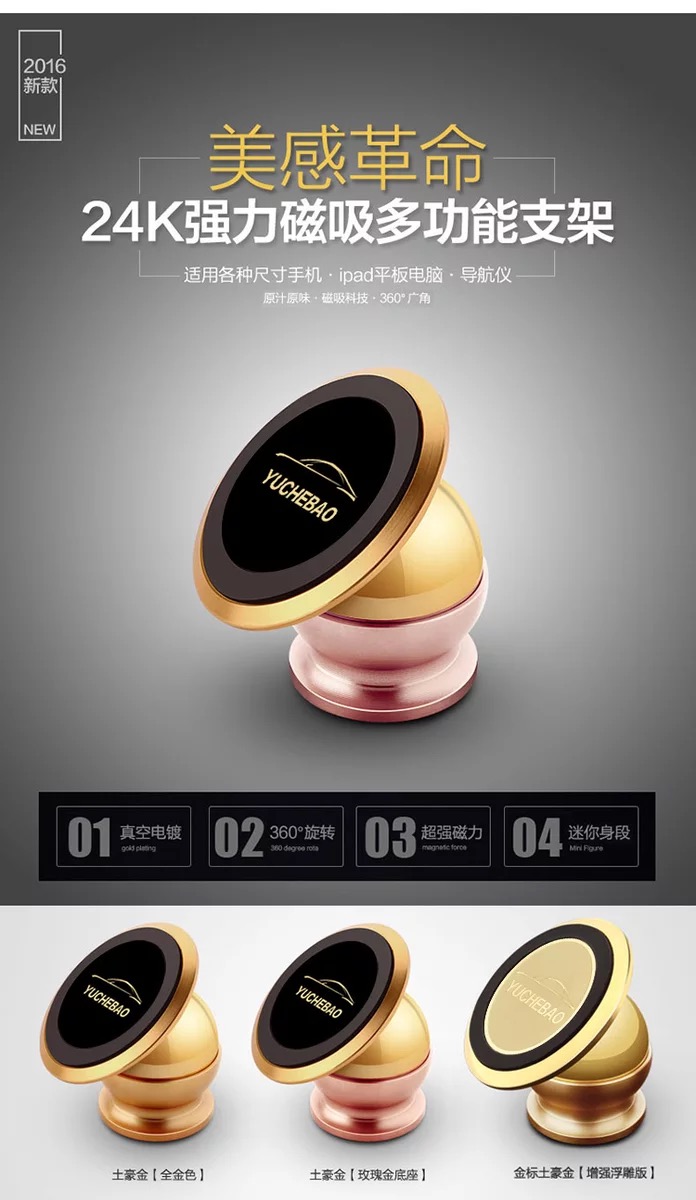 2016
新款
NEW
美感革命
24K强力磁吸多功能支架
适用各种尺寸手机·ipad平板电脑·导航仪
原汁原味·磁吸科技·360°广角
YUCHEBAO
01 真空电镀
gold plating
02 360°旋转
360 degree rota
03 超强磁力
magnetic force
04 迷你身段
Mini Figure
YUCHEBAO
YUCHEBAO
YUCHEBAO
土豪金【全金色】
土豪金【玫瑰金底座】
金标土豪金【增强浮雕版】